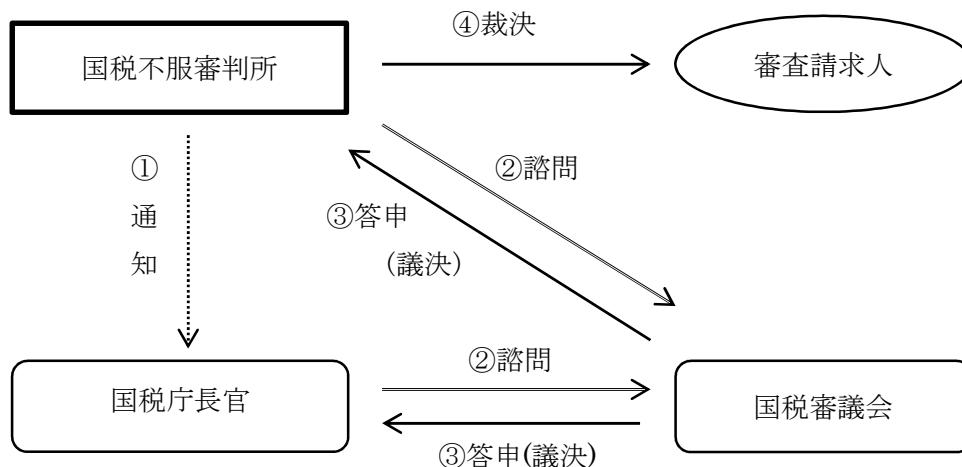 ④裁決
国税不服審判所
審査請求人
①
通
知
②諮問
③答申
(議決)
②諮問
国税庁長官
国税審議会
③答申(議決)